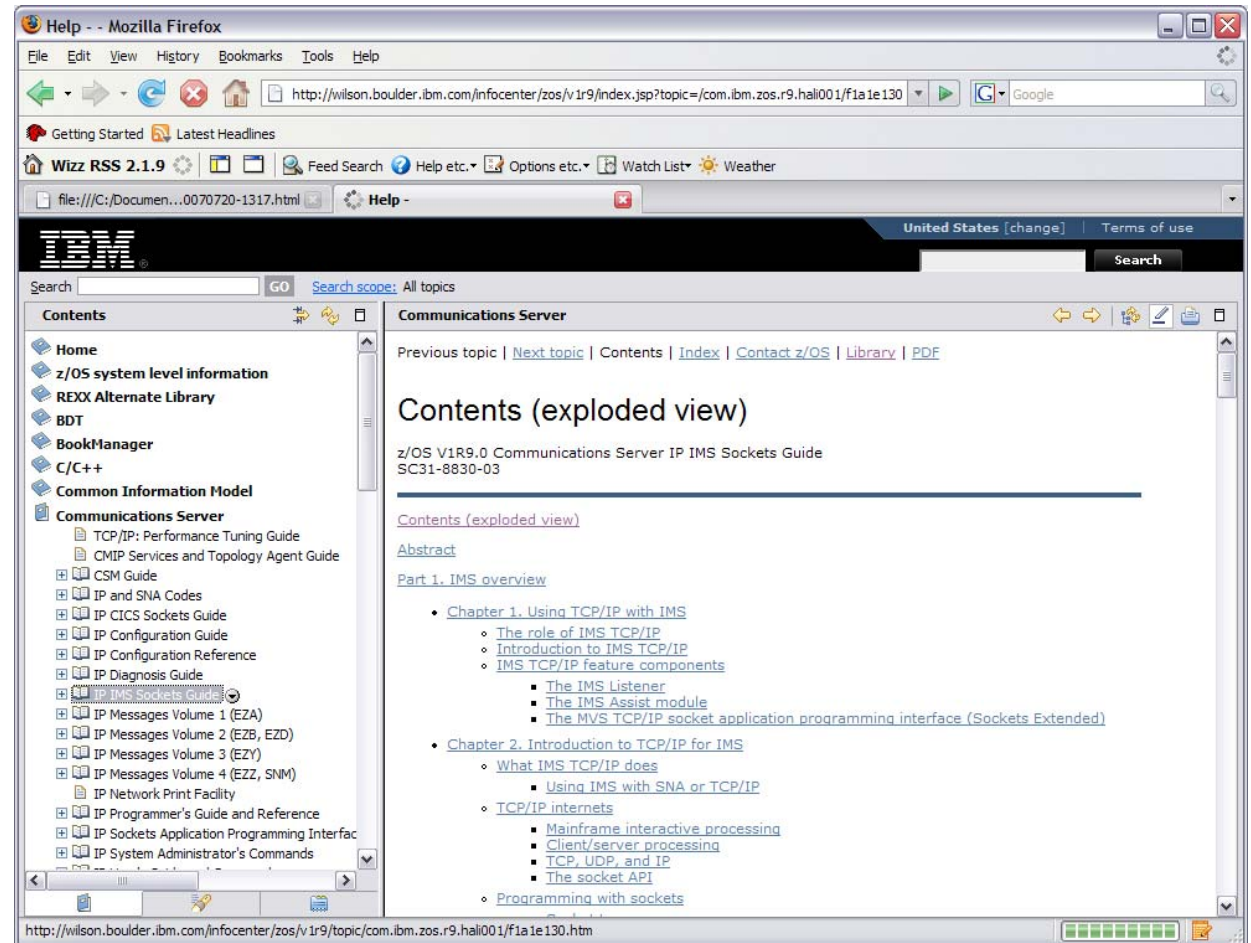 Help - - Mozilla Firefox
File Edit View History Bookmarks Tools Help
http://wilson.boulder.ibm.com/infocenter/zos/v1r9/index.jsp?topic=/com.ibm.zos.r9.hali001/f1a1e130
G Google
Getting Started Latest Headlines
Wizz RSS 2.1.9 Feed Search Help etc. Options etc. Watch List Weather
file:///C:/Documen...0070720-1317.html Help -
IBM®
United States [change] | Terms of use
Search
Search GO Search scope: All topics
Contents
Home
z/OS system level information
REXX Alternate Library
BDT
BookManager
C/C++
Common Information Model
Communications Server
TCP/IP: Performance Tuning Guide
CMIP Services and Topology Agent Guide
CSM Guide
IP and SNA Codes
IP CICS Sockets Guide
IP Configuration Guide
IP Configuration Reference
IP Diagnosis Guide
IP IMS Sockets Guide
IP Messages Volume 1 (EZA)
IP Messages Volume 2 (EZB, EZD)
IP Messages Volume 3 (EZY)
IP Messages Volume 4 (EZZ, SNM)
IP Network Print Facility
IP Programmer's Guide and Reference
IP Sockets Application Programming Interfac
IP System Administrator's Commands
Communications Server
Previous topic | Next topic | Contents | Index | Contact z/OS | Library | PDF
Contents (exploded view)
z/OS V1R9.0 Communications Server IP IMS Sockets Guide
SC31-8830-03
Contents (exploded view)
Abstract
Part 1. IMS overview
Chapter 1. Using TCP/IP with IMS
The role of IMS TCP/IP
Introduction to IMS TCP/IP
IMS TCP/IP feature components
The IMS Listener
The IMS Assist module
The MVS TCP/IP socket application programming interface (Sockets Extended)
Chapter 2. Introduction to TCP/IP for IMS
What IMS TCP/IP does
Using IMS with SNA or TCP/IP
TCP/IP internets
Mainframe interactive processing
Client/server processing
TCP, UDP, and IP
The socket API
Programming with sockets
http://wilson.boulder.ibm.com/infocenter/zos/v1r9/topic/com.ibm.zos.r9.hali001/f1a1e130.htm